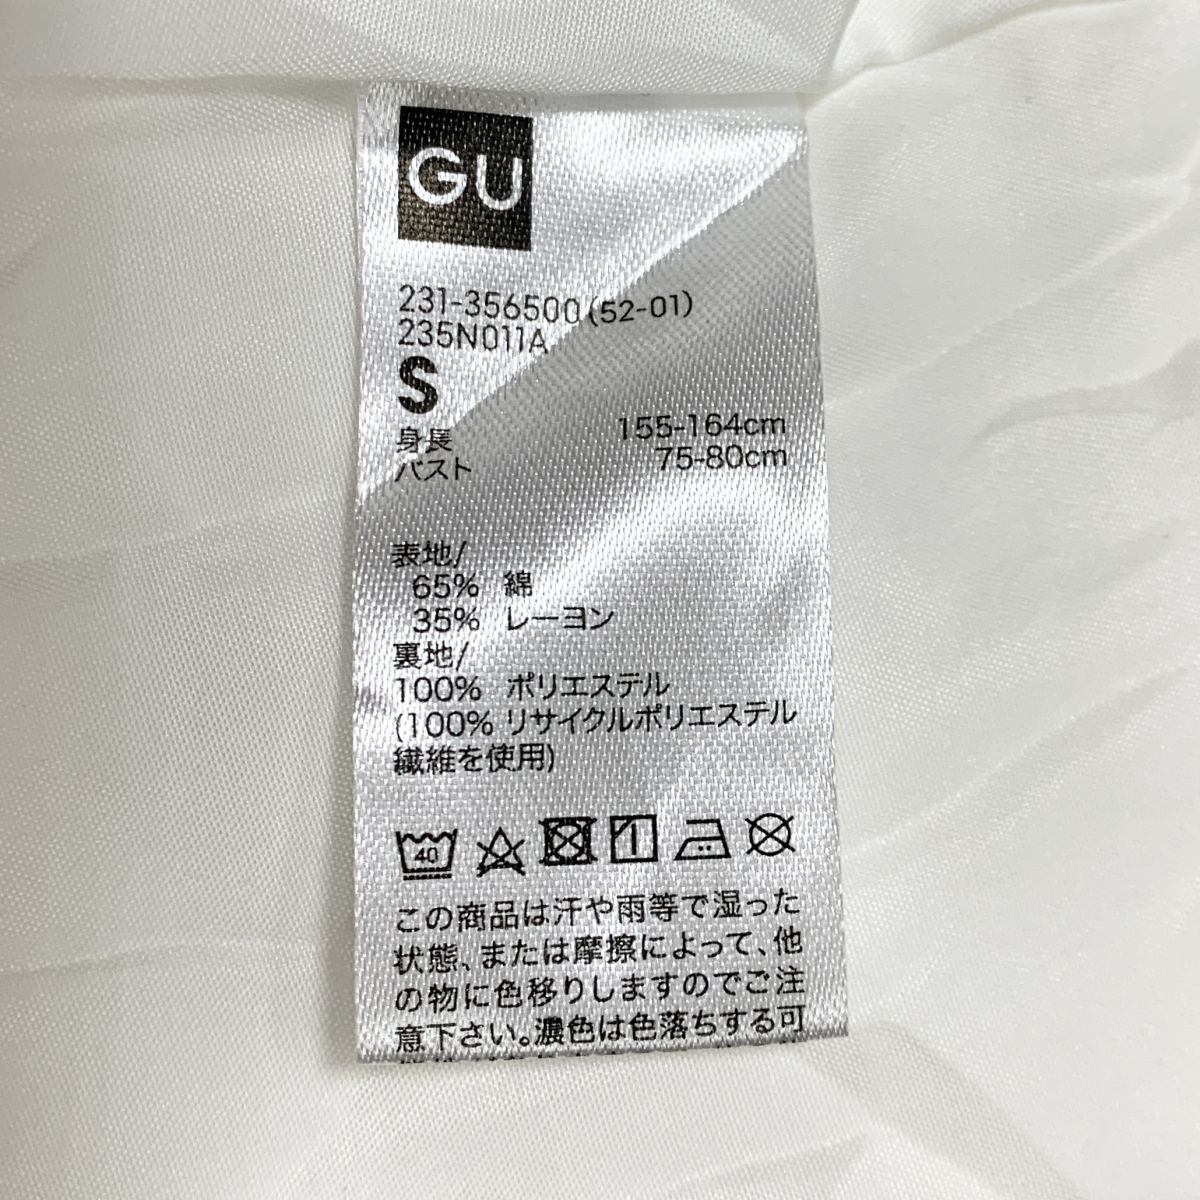 GU
231-356500(52-01)
235N011A
S
身長 155-164cm
バスト 75-80cm
表地/
65% 綿
35% レーヨン
裏地/
100% ポリエステル
(100% リサイクルポリエステル
繊維を使用)
40
この商品は汗や雨等で湿った
状態、または摩擦によって、他
の物に色移りしますのでご注
意下さい。濃色は色落ちする可